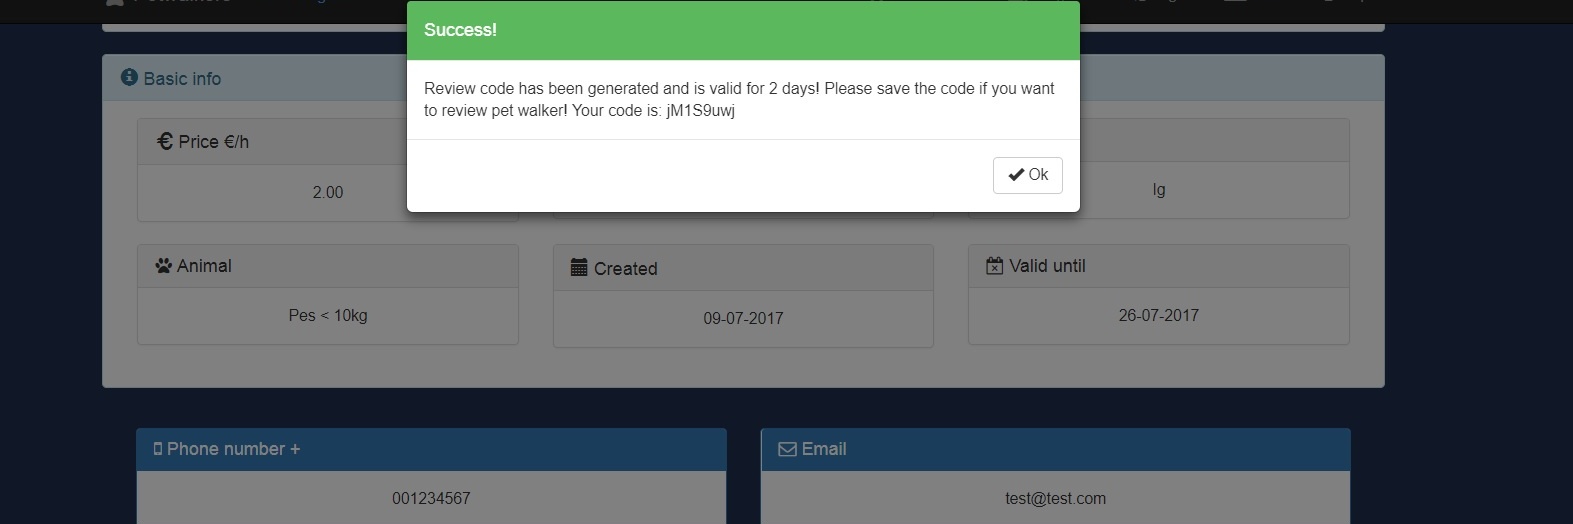 Success!
Review code has been generated and is valid for 2 days! Please save the code if you want
to review pet walker! Your code is: jM1S9uwj
Ok
Basic info
Price €/h
2.00
lg
Animal
Pes < 10kg
Created
09-07-2017
Valid until
26-07-2017
Phone number +
001234567
Email
test@test.com